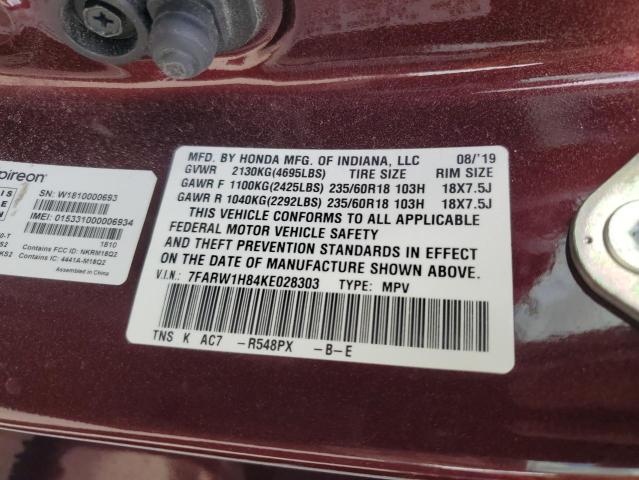 pireon
SN: W1810000693
IMEI: 015331000006934
1810
Contains FCC ID: NKRM18Q2
Contains IC: 4441A-M18Q2
Assembled in China
MFD. BY HONDA MFG. OF INDIANA, LLC 08/'19
GVWR 2130KG(4695LBS) TIRE SIZE RIM SIZE
GAWR F 1100KG(2425LBS) 235/60R18 103H 18X7.5J
GAWR R 1040KG(2292LBS) 235/60R18 103H 18X7.5J
THIS VEHICLE CONFORMS TO ALL APPLICABLE
FEDERAL MOTOR VEHICLE SAFETY
AND THEFT PREVENTION STANDARDS IN EFFECT
ON THE DATE OF MANUFACTURE SHOWN ABOVE.
V.I.N.: 7FARW1H84KE028303 TYPE: MPV
TNS K AC7 -R548PX -B-E